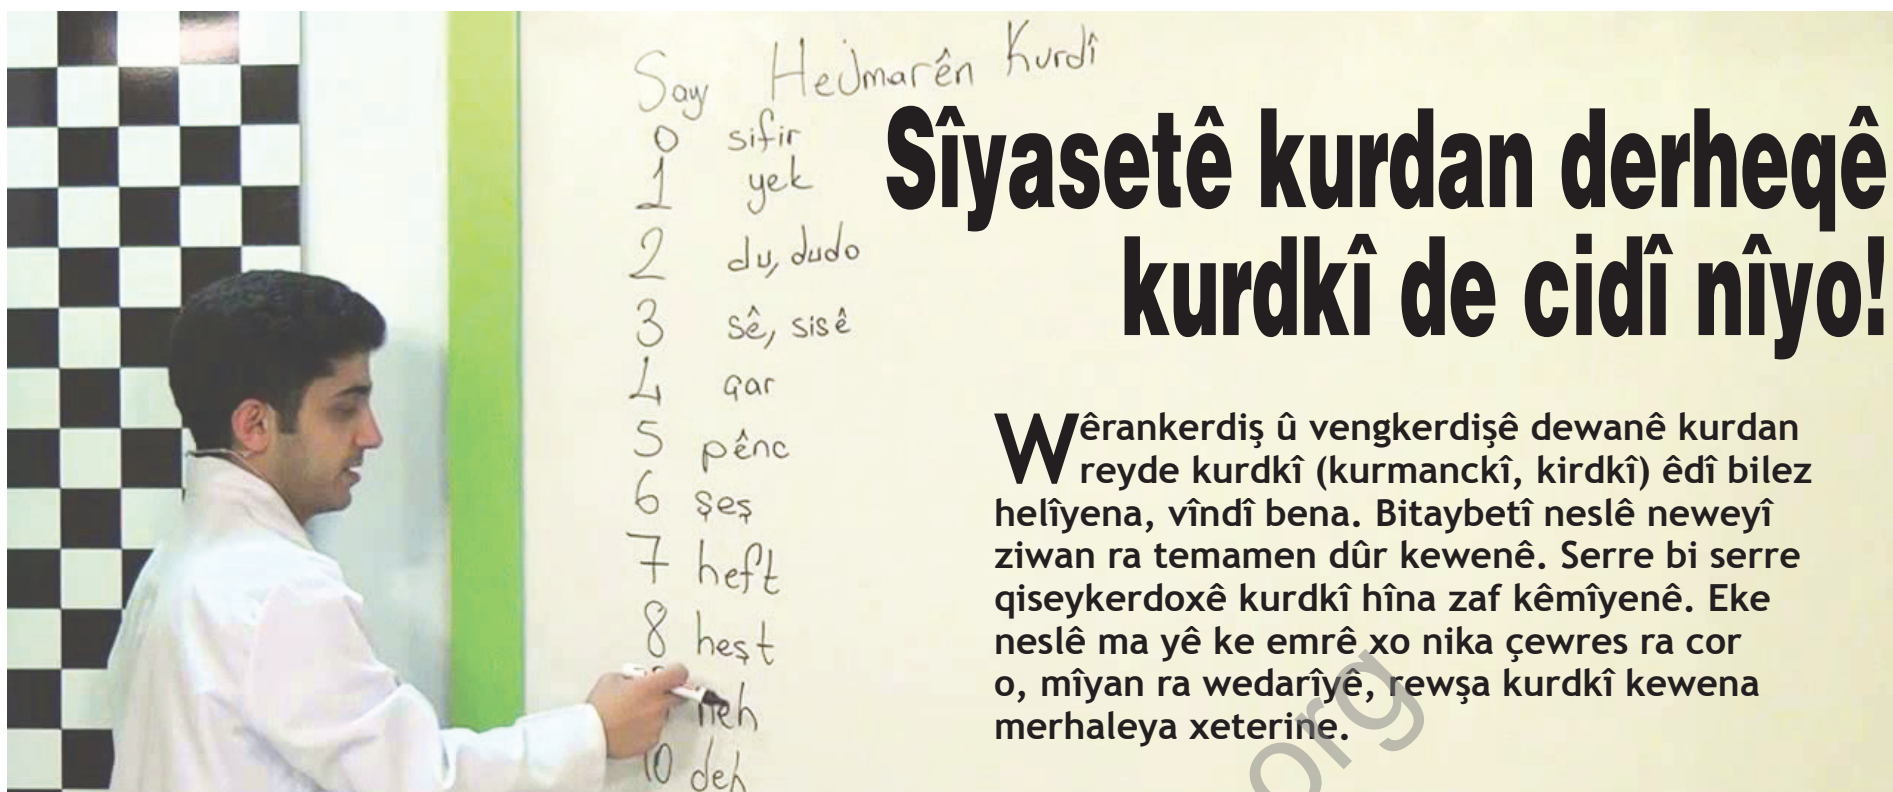 Say Hejmarên Kurdî
0 sifir
1 yek
2 du, dudo
3 sê, sisê
4 çar
5 pênc
6 şeş
7 heft
8 heşt
neh
10 deh
Sîyasetê kurdan derheqê
kurdkî de cidî nîyo!
Wêrankerdiş û vengkerdişê dewanê kurdan
reyde kurdkî (kurmanckî, kirdkî) êdî bilez
helîyena, vîndî bena. Bitaybetî neslê neweyî
ziwan ra temamen dûr kewenê. Serre bi serre
qiseykerdoxê kurdkî hîna zaf kêmîyenê. Eke
neslê ma yê ke emrê xo nika çewres ra cor
o, mîyan ra wedarîyê, rewşa kurdkî kewena
merhaleya xeterine.
org